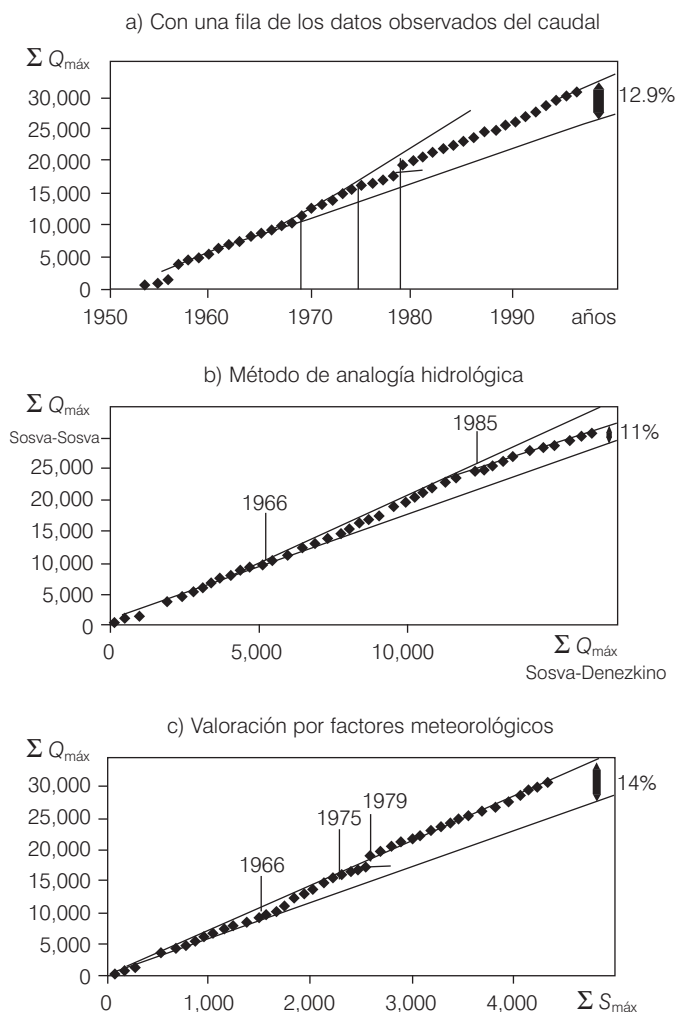 a) Con una fila de los datos observados del caudal
Σ Qmáx
30,000
25,000
20,000
15,000
10,000
5,000
0
12.9%
1950 1960 1970 1980 1990 años
b) Método de analogía hidrológica
Σ Qmáx
Sosva-Sosva
25,000
20,000
15,000
10,000
5,000
0
1966
1985
11%
0 5,000 10,000 Σ Qmáx
Sosva-Denezkino
c) Valoración por factores meteorológicos
Σ Qmáx
30,000
25,000
20,000
15,000
10,000
5,000
0
1966
1975
1979
14%
0 1,000 2,000 3,000 4,000 Σ Smáx